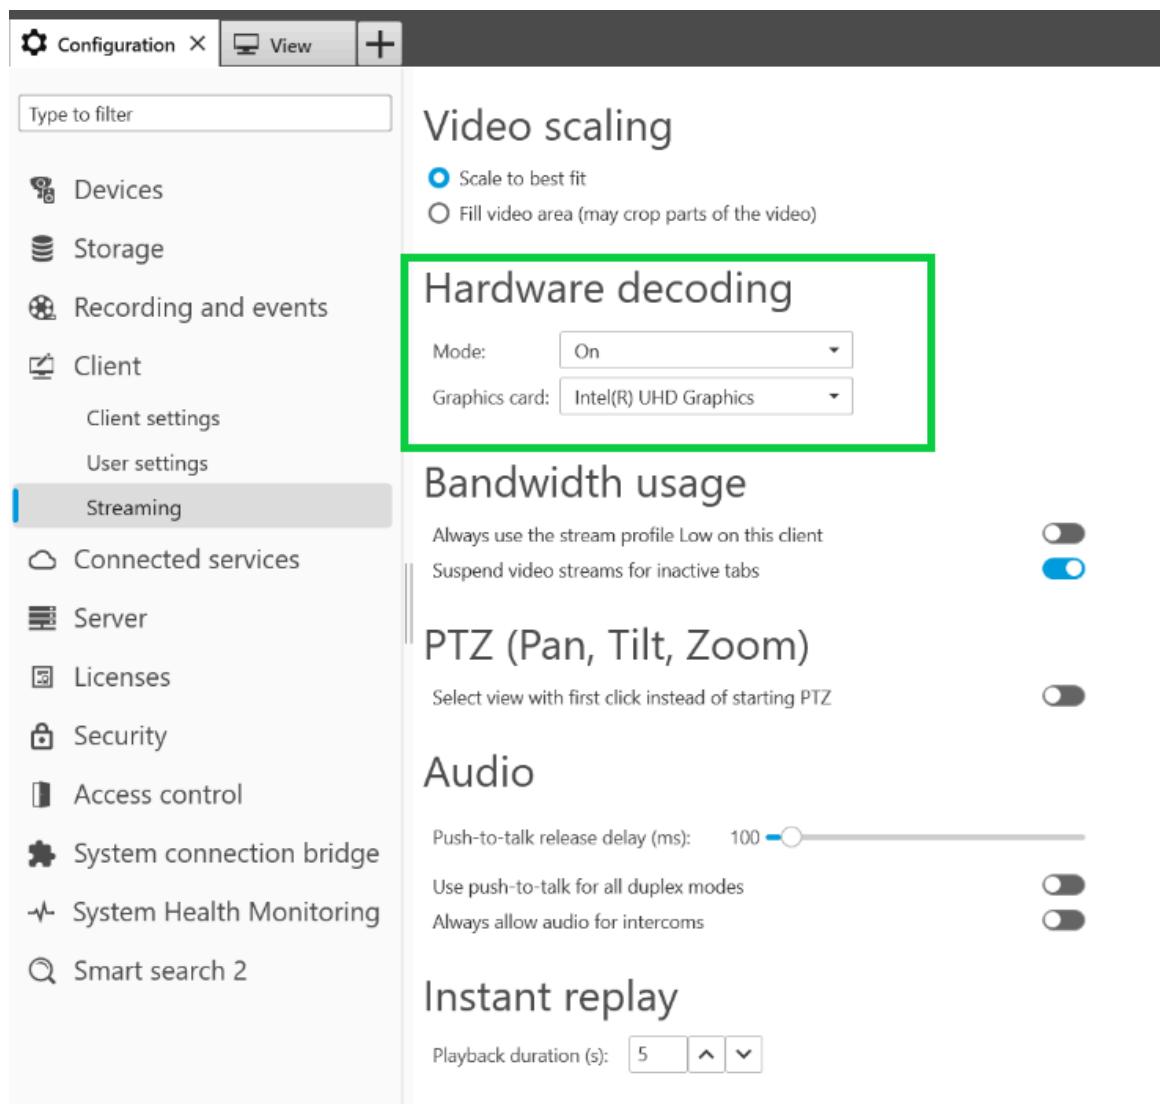 Configuration View
Type to filter
Devices
Storage
Recording and events
Client
Client settings
User settings
Streaming
Connected services
Server
Licenses
Security
Access control
System connection bridge
System Health Monitoring
Smart search 2
Video scaling
Scale to best fit
Fill video area (may crop parts of the video)
Hardware decoding
Mode: On
Graphics card: Intel(R) UHD Graphics
Bandwidth usage
Always use the stream profile Low on this client
Suspend video streams for inactive tabs
PTZ (Pan, Tilt, Zoom)
Select view with first click instead of starting PTZ
Audio
Push-to-talk release delay (ms): 100
Use push-to-talk for all duplex modes
Always allow audio for intercoms
Instant replay
Playback duration (s): 5